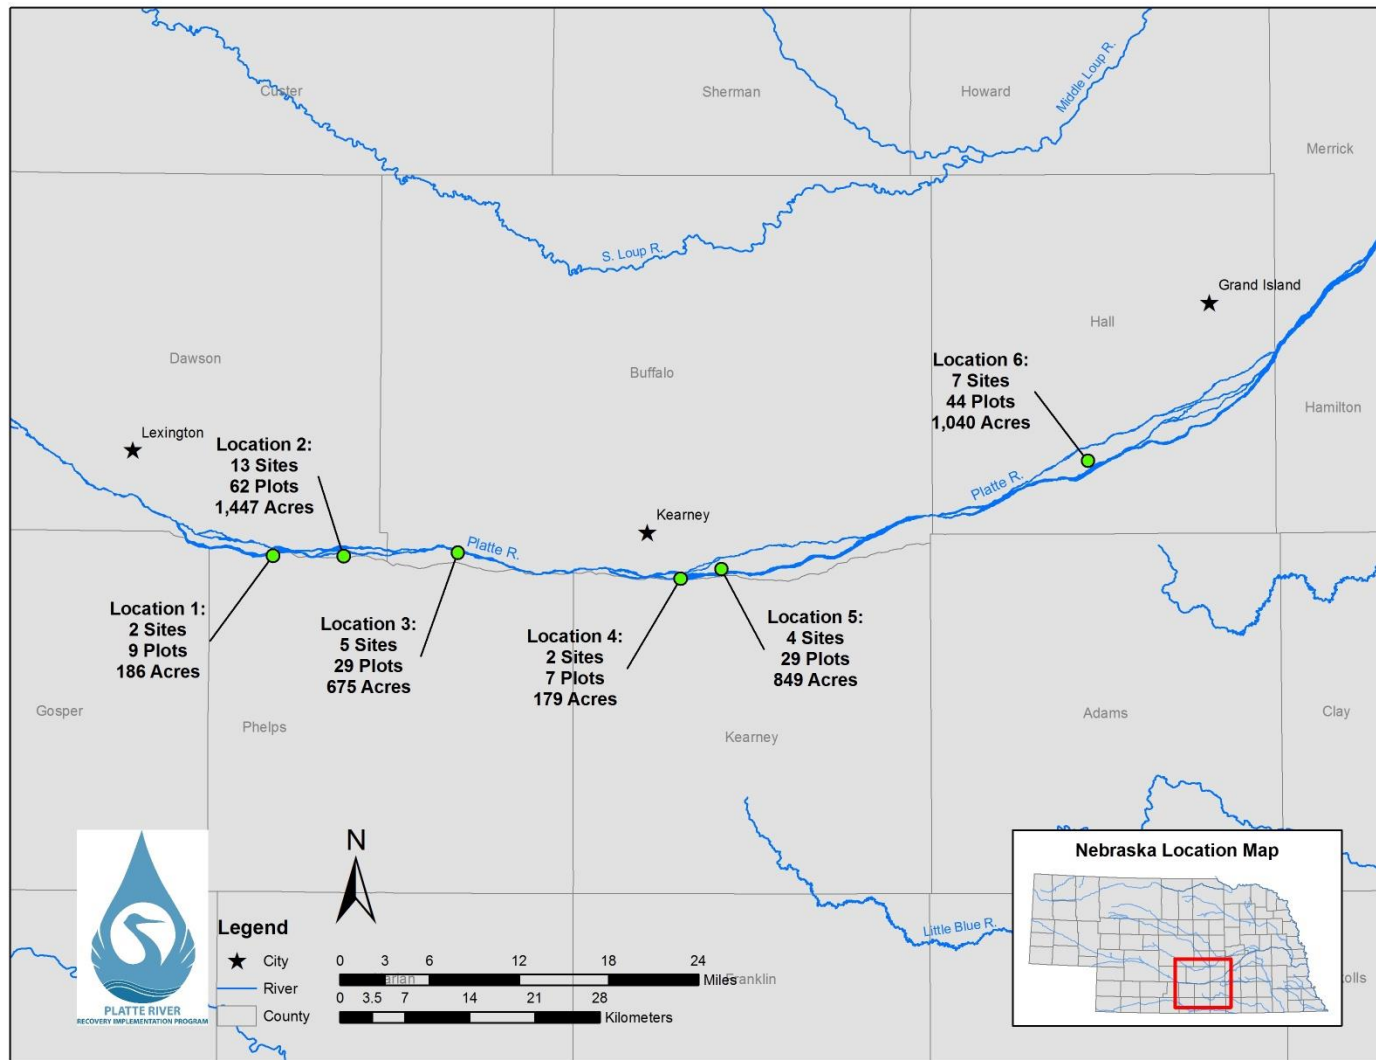 Custer
Sherman
Howard
Middle Loup R.
Merrick
S. Loup R.
Grand Island
Hall
Dawson
Buffalo
Location 6:
7 Sites
44 Plots
1,040 Acres
Hamilton
Lexington
Location 2:
13 Sites
62 Plots
1,447 Acres
Platte R.
Kearney
Platte R.
Location 1:
2 Sites
9 Plots
186 Acres
Location 3:
5 Sites
29 Plots
675 Acres
Location 4:
2 Sites
7 Plots
179 Acres
Location 5:
4 Sites
29 Plots
849 Acres
Gosper
Phelps
Kearney
Adams
Clay
N
Nebraska Location Map
Legend
City
River
County
0 3 6 12 18 24
Miles
0 3.5 7 14 21 28
Kilometers
Little Blue R.
Franklin
arlan
olls
PLATTE RIVER
RECOVERY IMPLEMENTATION PROGRAM